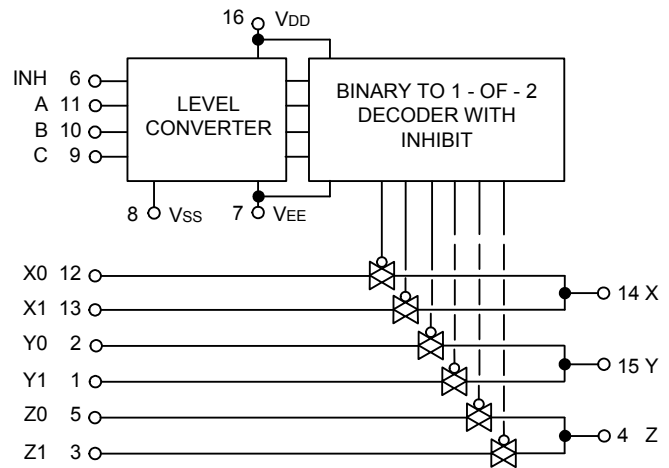 16 VDD
INH 6
A 11
B 10
C 9
LEVEL
CONVERTER
BINARY TO 1 - OF - 2
DECODER WITH
INHIBIT
8 VSS
7 VEE
X0 12
X1 13
14 X
Y0 2
Y1 1
15 Y
Z0 5
Z1 3
4 Z